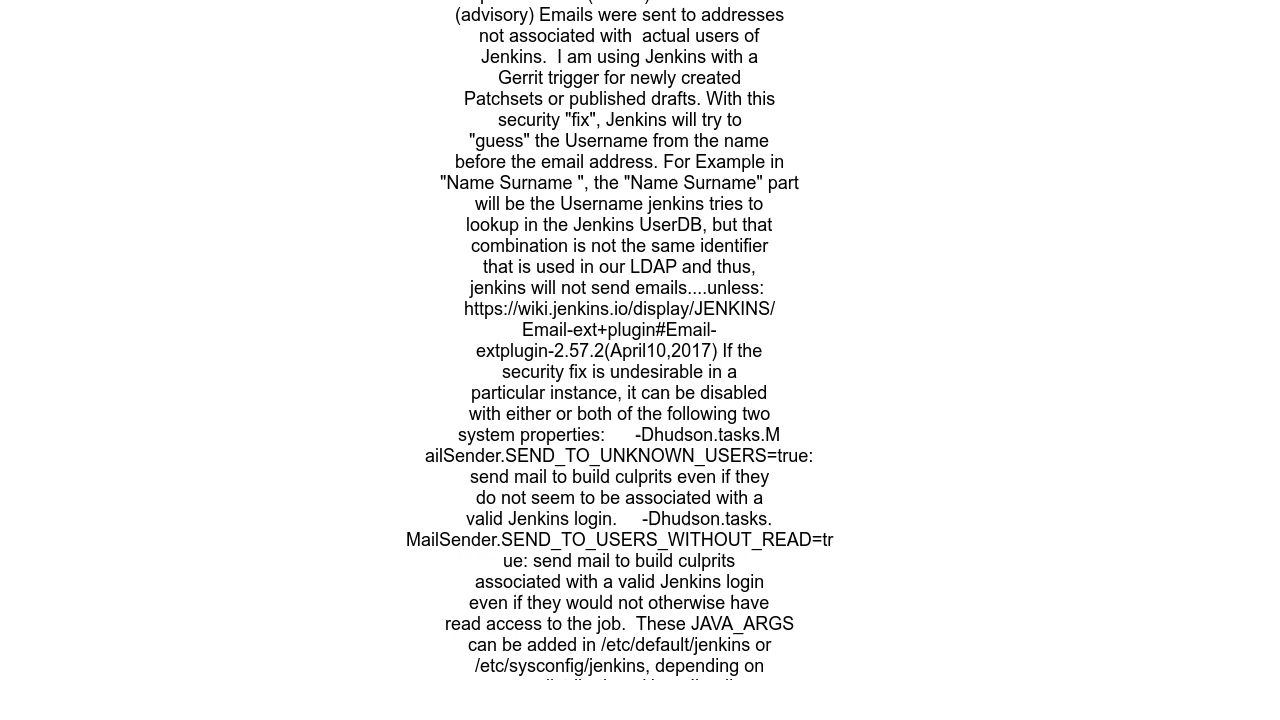 (advisory) Emails were sent to addresses
not associated with  actual users of
Jenkins.  I am using Jenkins with a
Gerrit trigger for newly created
Patchsets or published drafts. With this
security "fix", Jenkins will try to
"guess" the Username from the name
before the email address. For Example in
"Name Surname ", the "Name Surname" part
will be the Username jenkins tries to
lookup in the Jenkins UserDB, but that
combination is not the same identifier
that is used in our LDAP and thus,
jenkins will not send emails....unless:
https://wiki.jenkins.io/display/JENKINS/
Email-ext+plugin#Email-
extplugin-2.57.2(April10,2017) If the
security fix is undesirable in a
particular instance, it can be disabled
with either or both of the following two
system properties:      -Dhudson.tasks.M
ailSender.SEND_TO_UNKNOWN_USERS=true:
send mail to build culprits even if they
do not seem to be associated with a
valid Jenkins login.     -Dhudson.tasks.
MailSender.SEND_TO_USERS_WITHOUT_READ=tr
ue: send mail to build culprits
associated with a valid Jenkins login
even if they would not otherwise have
read access to the job.  These JAVA_ARGS
can be added in /etc/default/jenkins or
/etc/sysconfig/jenkins, depending on